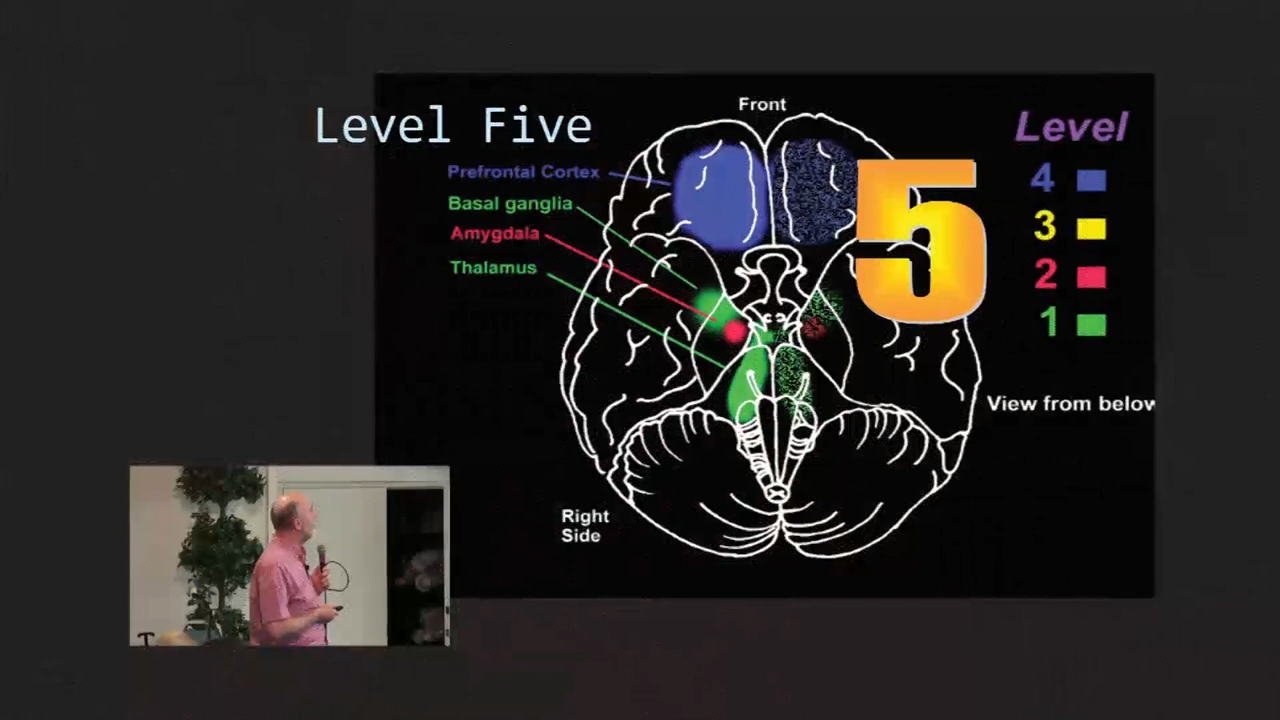 Level Five
Front
Level
Prefrontal Cortex
4
Basal ganglia
3
Amygdala
2
Thalamus
1
5
View from below
Right
Side